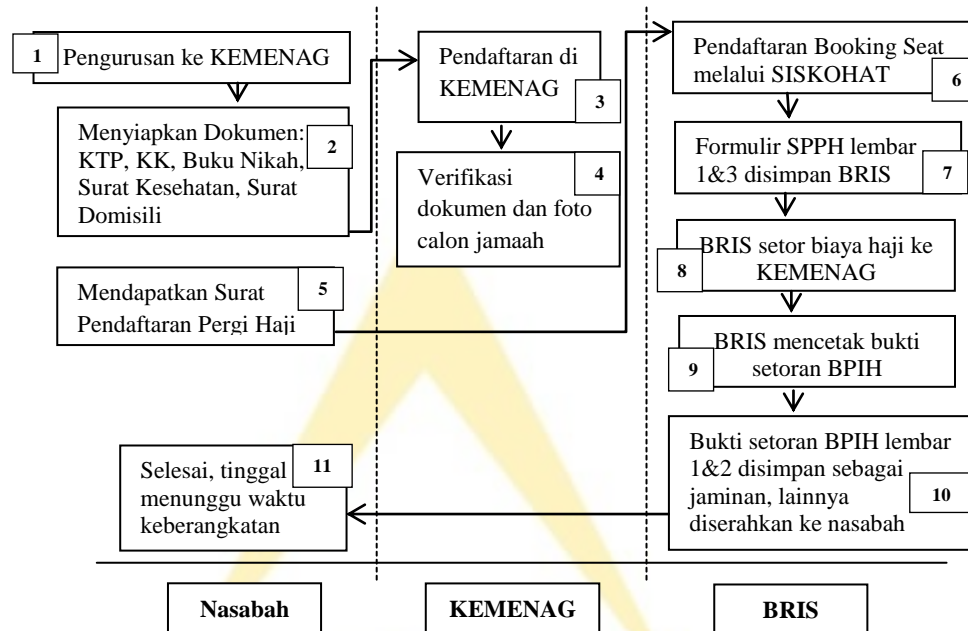 1
Pengurusan ke KEMENAG
Menyiapkan Dokumen:
KTP, KK, Buku Nikah,
Surat Kesehatan, Surat
Domisili
2
Pendaftaran di
KEMENAG
3
Verifikasi
dokumen dan foto
calon jamaah
4
Mendapatkan Surat
Pendaftaran Pergi Haji
5
Pendaftaran Booking Seat
melalui SISKOHAT
6
Formulir SPPH lembar
1&3 disimpan BRIS
7
BRIS setor biaya haji ke
KEMENAG
8
BRIS mencetak bukti
setoran BPIH
9
Bukti setoran BPIH lembar
1&2 disimpan sebagai
jaminan, lainnya
diserahkan ke nasabah
10
Selesai, tinggal
menunggu waktu
keberangkatan
11
Nasabah
KEMENAG
BRIS